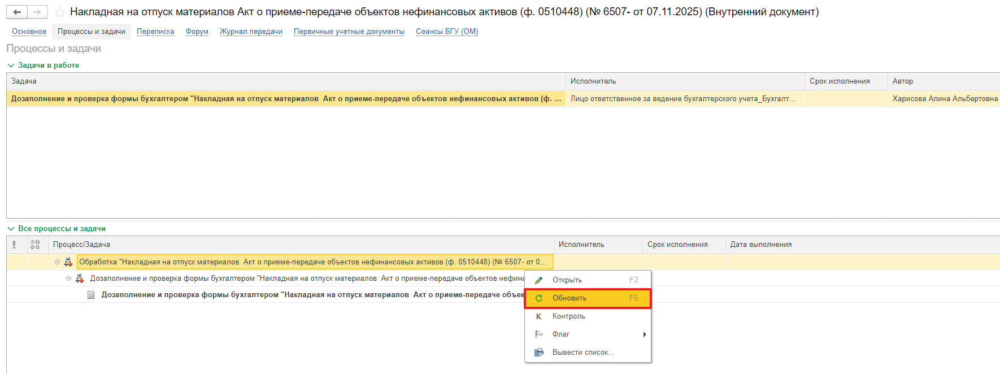 Накладная на отпуск материалов Акт о приеме-передаче объектов нефинансовых активов (ф. 0510448) (№ 6507- от 07.11.2025) (Внутренний документ)
Основное Процессы и задачи Переписка Форум Журнал передачи Первичные учетные документы Сеансы БГУ (ОМ)
Процессы и задачи
Задачи в работе
Задача Исполнитель Срок исполнения Автор
Дозаполнение и проверка формы бухгалтером "Накладная на отпуск материалов Акт о приеме-передаче объектов нефинансовых активов (ф. ... Лицо ответственное за ведение бухгалтерского учета_Бухгалт... Харисова Алина Альбертовна
Все процессы и задачи
Процесс/Задача Исполнитель Срок исполнения Дата выполнения
Обработка "Накладная на отпуск материалов Акт о приеме-передаче объектов нефинансовых активов (ф. 0510448) (№ 6507- от 0...
Дозаполнение и проверка формы бухгалтером "Накладная на отпуск материалов Акт о приеме-передаче объектов нефина
Дозаполнение и проверка формы бухгалтером "Накладная на отпуск материалов Акт о приеме-передаче объек
Открыть F2
Обновить F5
К Контроль
Флаг
Вывести список...